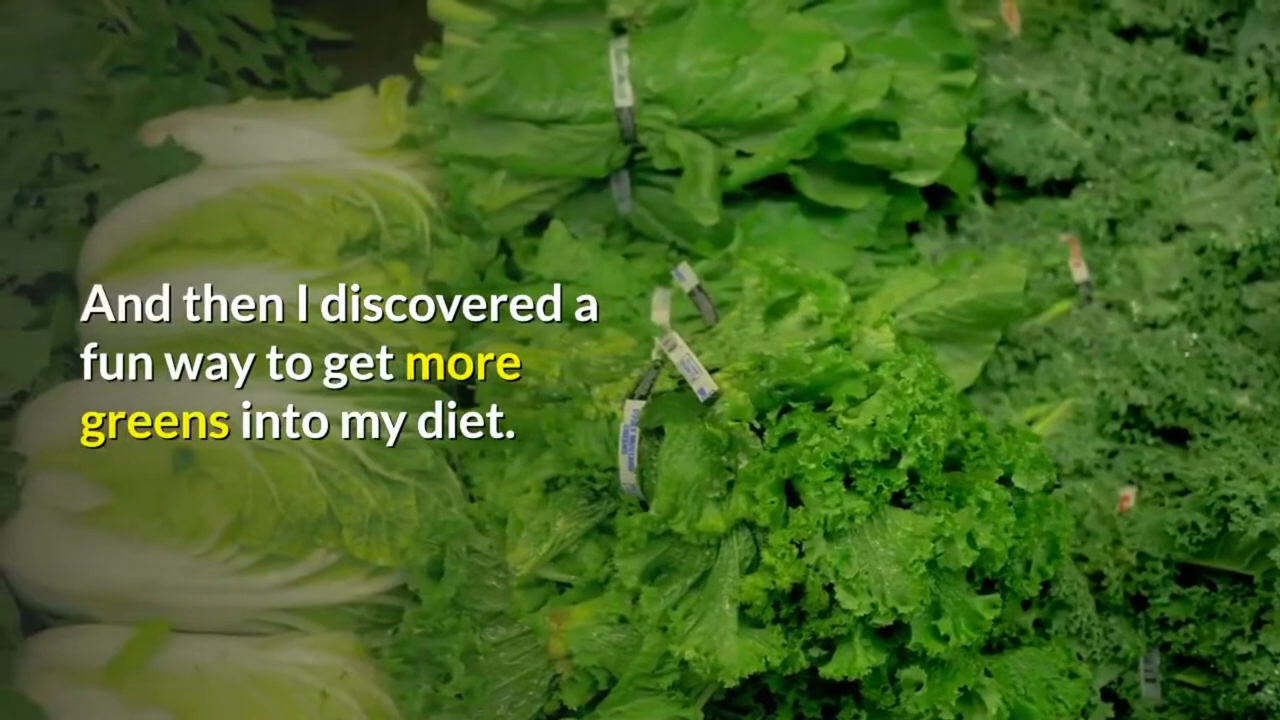 And then I discovered a
fun way to get more
greens into my diet.